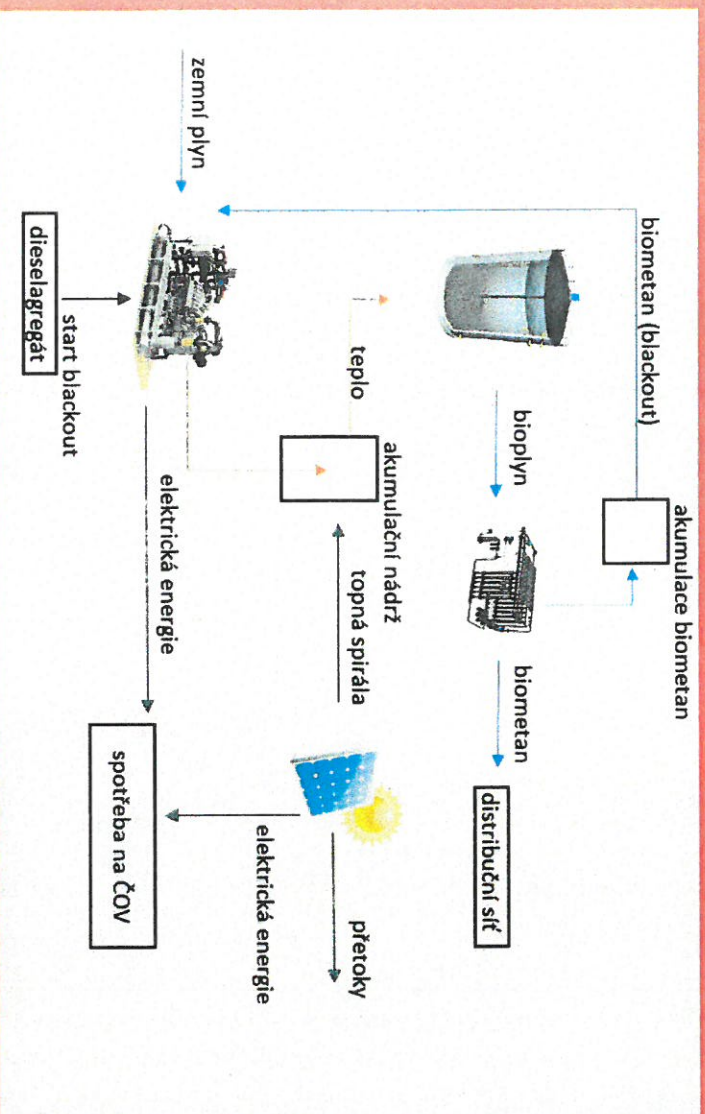 akumulace biometan
biometan (blackout)
bioplyn
biometan
distribuční síť
akumulační nádrž
teplo
topná spirála
přetoky
elektrická energie
zemní plyn
elektrická energie
spotřeba na ČOV
start blackout
dieselagregát